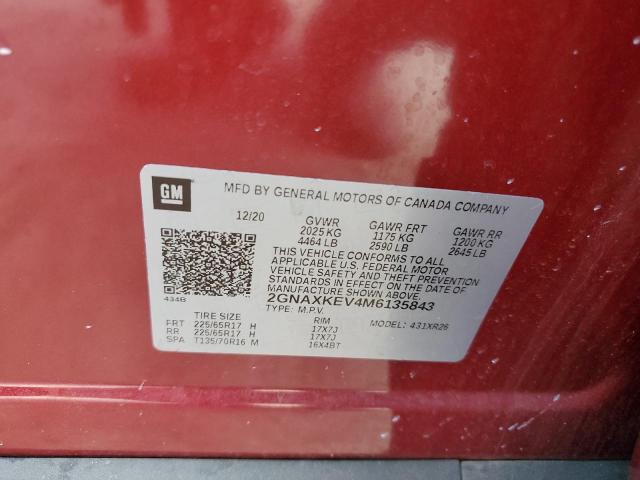 GM
MFD BY GENERAL MOTORS OF CANADA COMPANY
12/20 GVWR GAWR FRT GAWR RR
2025 KG 1175 KG 1200 KG
4464 LB 2590 LB 2645 LB
THIS VEHICLE CONFORMS TO ALL
APPLICABLE U.S. FEDERAL MOTOR
VEHICLE SAFETY AND THEFT PREVENTION
STANDARDS IN EFFECT ON THE DATE OF
MANUFACTURE SHOWN ABOVE.
434B 2GNAXKEV4M6135843
TYPE: M.P.V. MODEL: 431XR26
TIRE SIZE RIM
FRT 225/65R17 H 17X7J
RR 225/65R17 H 17X7J
SPA T135/70R16 M 16X4BT